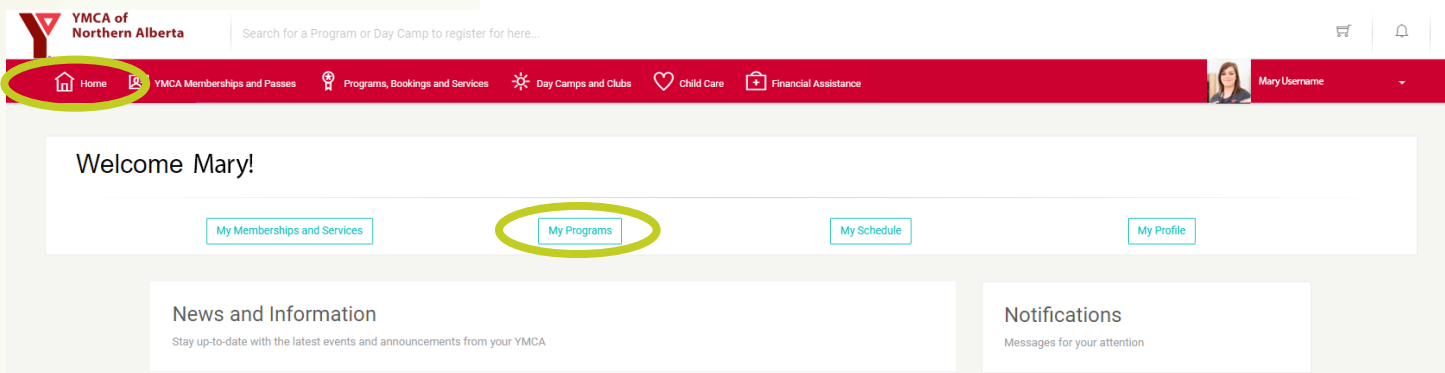 YMCA of
Northern Alberta
Search for a Program or Day Camp to register for here...
Home YMCA Memberships and Passes Programs, Bookings and Services Day Camps and Clubs Child Care Financial Assistance Mary Username
Welcome Mary!
My Memberships and Services My Programs My Schedule My Profile
News and Information
Stay up-to-date with the latest events and announcements from your YMCA
Notifications
Messages for your attention